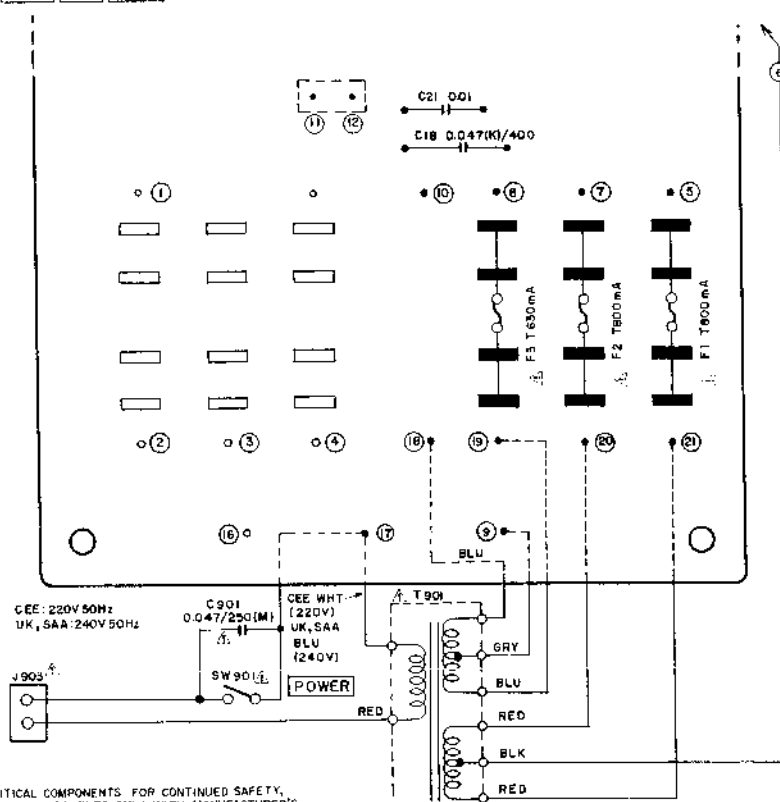 C21 0.01
11 12
C18 0.047(K)/400
1 10 8 7 5
F3 T630mA
F2 T800mA
F1 T800mA
2 3 4 18 19 20 21
16 17 9
BLU
CEE: 220V 50Hz
UK, SAA: 240V 50Hz
C901
0.047/250(M)
CEE WHT
(220V)
UK, SAA
BLU
(240V)
T901
GRY
J903
SW901
POWER
BLU
RED
RED
BLK
RED
ITICAL COMPONENTS FOR CONTINUED SAFETY,